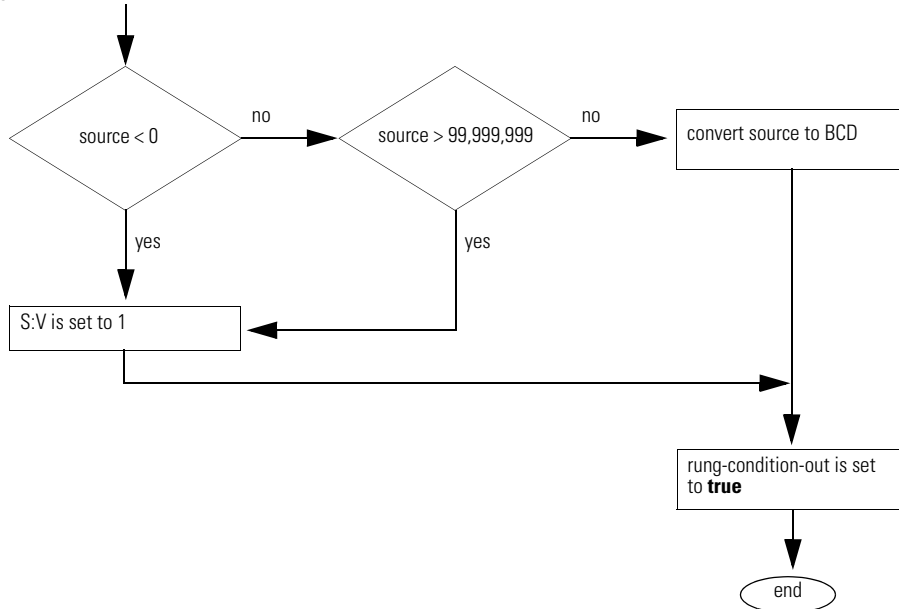 source < 0
no
source > 99,999,999
no
convert source to BCD
yes
yes
S:V is set to 1
rung-condition-out is set
to true
end